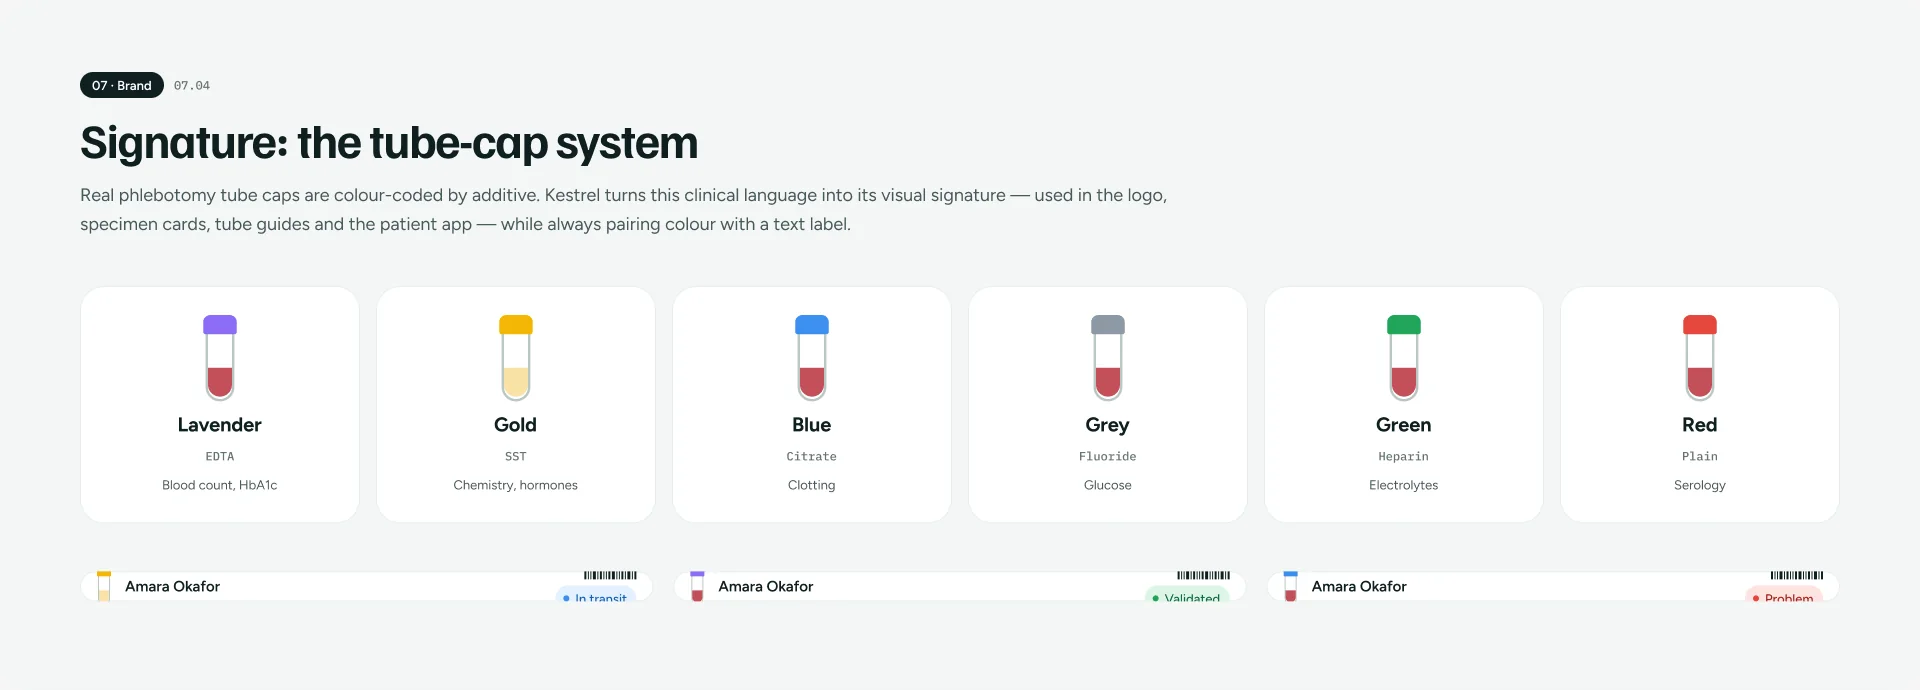 07 · Brand 07.04
Signature: the tube-cap system
Real phlebotomy tube caps are colour-coded by additive. Kestrel turns this clinical language into its visual signature — used in the logo,
specimen cards, tube guides and the patient app — while always pairing colour with a text label.
Lavender
EDTA
Blood count, HbA1c
Gold
SST
Chemistry, hormones
Blue
Citrate
Clotting
Grey
Fluoride
Glucose
Green
Heparin
Electrolytes
Red
Plain
Serology
Amara Okafor
In transit
Amara Okafor
Validated
Amara Okafor
Problem